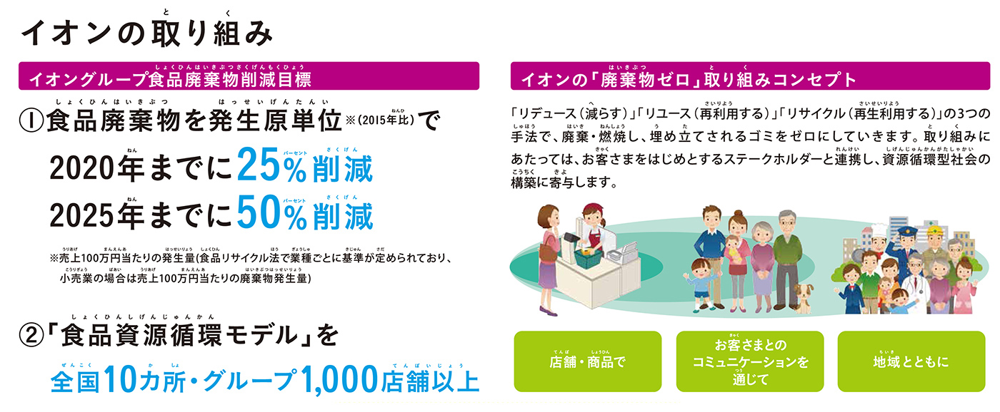 イオンの取り組み
イオングループ食品廃棄物削減目標
①食品廃棄物を発生原単位※(2015年比)で
2020年までに25%削減
2025年までに50%削減
※売上100万円当たりの発生量(食品リサイクル法で業種ごとに基準が定められており、
小売業の場合は売上100万円当たりの廃棄物発生量)
②「食品資源循環モデル」を
全国10カ所・グループ1,000店舗以上
イオンの「廃棄物ゼロ」取り組みコンセプト
「リデュース(減らす)」「リユース(再利用する)」「リサイクル(再生利用する)」の3つの
手法で、廃棄・燃焼し、埋め立てされるゴミをゼロにしていきます。取り組みに
あたっては、お客さまをはじめとするステークホルダーと連携し、資源循環型社会の
構築に寄与します。
店舗・商品で
お客さまとの
コミュニケーションを
通じて
地域とともに